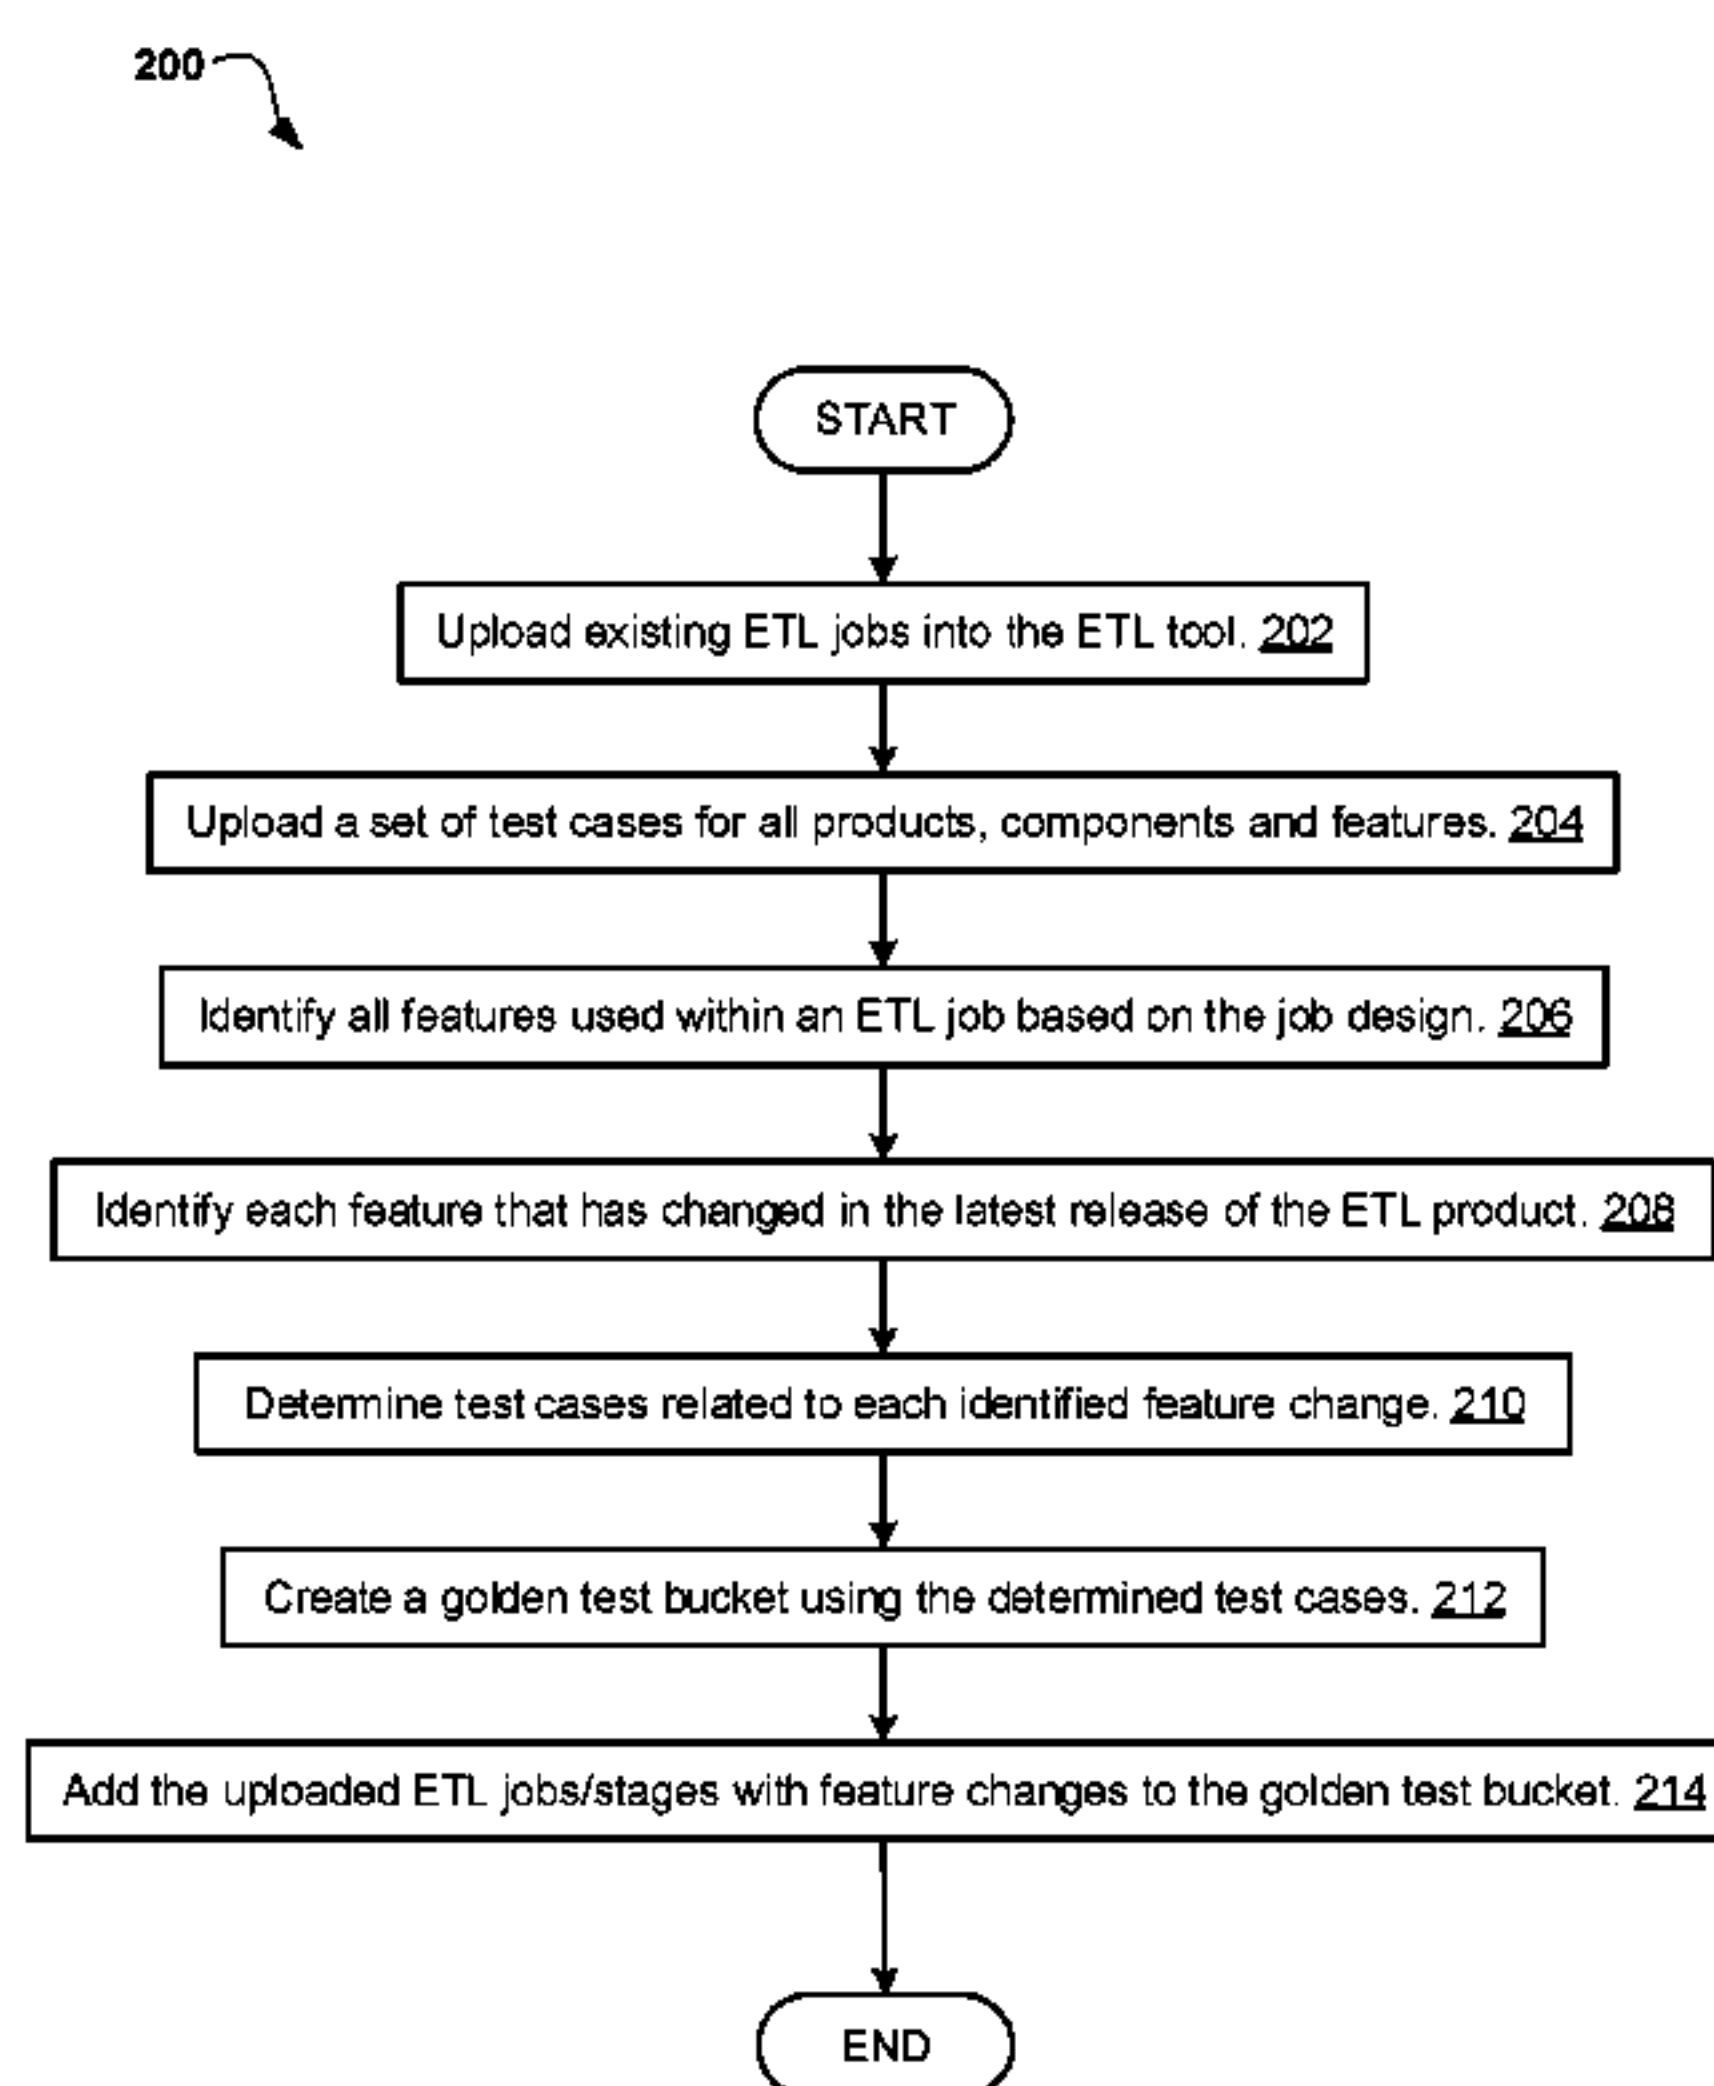 200
START
Upload existing ETL jobs into the ETL tool. 202
Upload a set of test cases for all products, components and features. 204
Identify all features used within an ETL job based on the job design. 206
Identify each feature that has changed in the latest release of the ETL product. 208
Determine test cases related to each identified feature change. 210
Create a golden test bucket using the determined test cases. 212
Add the uploaded ETL jobs/stages with feature changes to the golden test bucket. 214
END